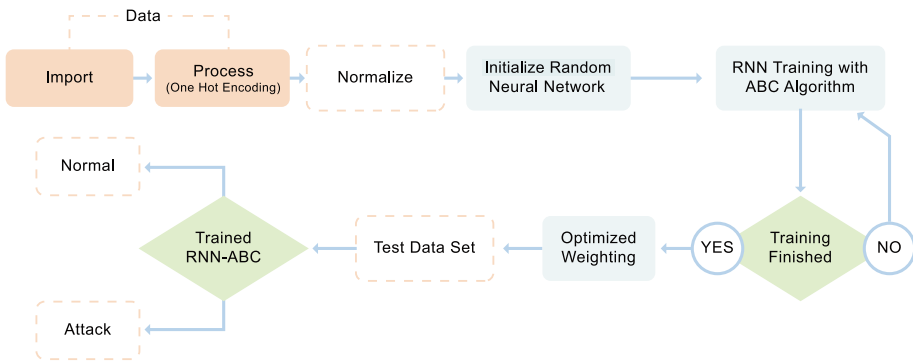 Data
Import
Process
(One Hot Encoding)
Normalize
Initialize Random
Neural Network
RNN Training with
ABC Algorithm
Normal
Trained
RNN-ABC
Test Data Set
Optimized
Weighting
YES
Training
Finished
NO
Attack